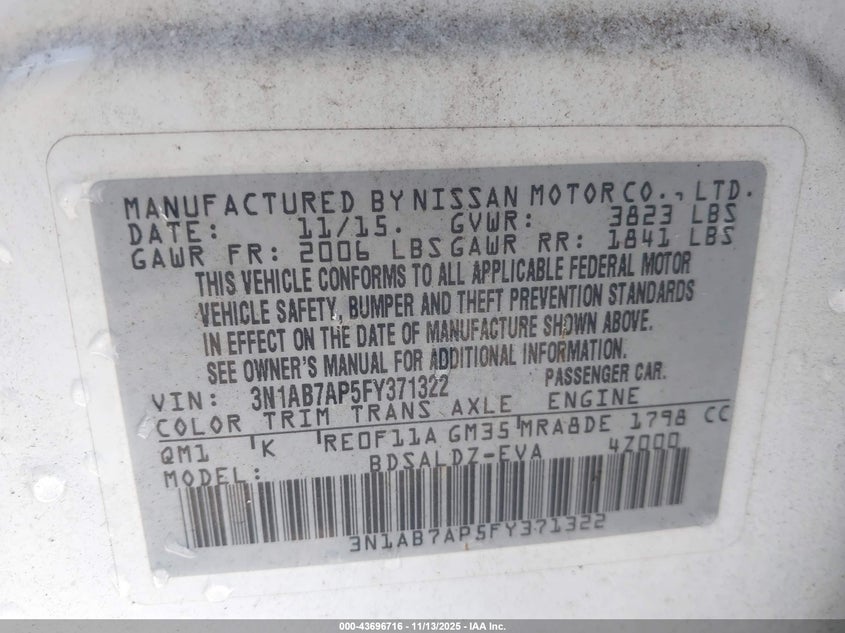 MANUFACTURED BY NISSAN MOTOR CO., LTD.
DATE: 11/15. GVWR: 3823 LBS
GAWR FR: 2006 LBS GAWR RR: 1841 LBS
THIS VEHICLE CONFORMS TO ALL APPLICABLE FEDERAL MOTOR
VEHICLE SAFETY, BUMPER AND THEFT PREVENTION STANDARDS
IN EFFECT ON THE DATE OF MANUFACTURE SHOWN ABOVE.
SEE OWNER'S MANUAL FOR ADDITIONAL INFORMATION.
VIN: 3N1AB7AP5FY371322 PASSENGER CAR.
COLOR TRIM TRANS AXLE ENGINE
QM1 K RE0F11A GM35 MRA8DE 1798 CC
MODEL: BDSALDZ-EVA 4Z000
3N1AB7AP5FY371322
000-43696716 - 11/13/2025 - IAA Inc.